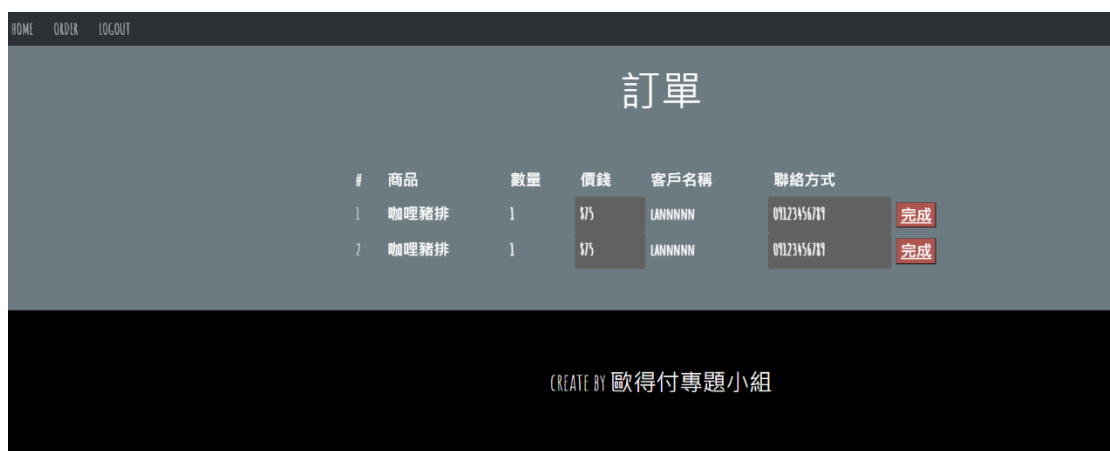 HOME ORDER LOGOUT
訂單
# 商品 數量 價錢 客戶名稱 聯絡方式
1 咖哩豬排 1 $75 LANNNNN 09123456789 完成
2 咖哩豬排 1 $75 LANNNNN 09123456789 完成
CREATE BY 歐得付專題小組